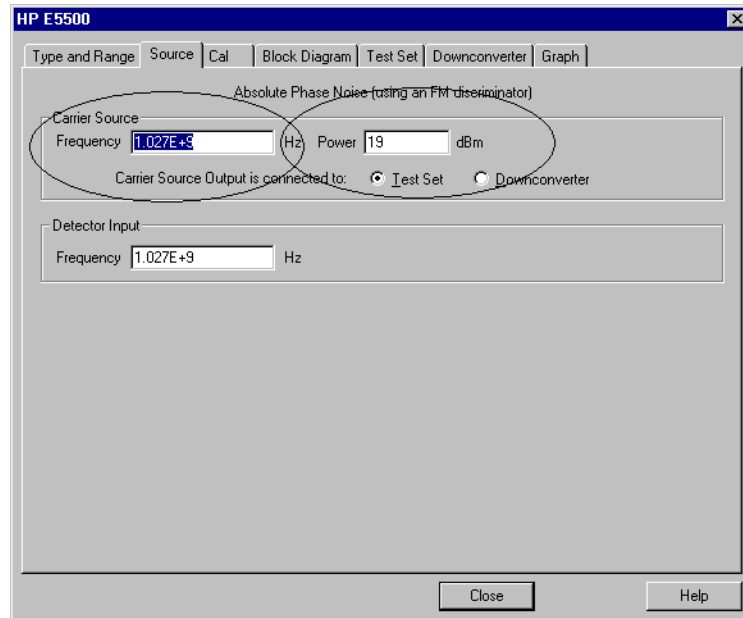 HP E5500
Type and Range Source Cal Block Diagram Test Set Downconverter Graph
Absolute Phase Noise (using an FM discriminator)
Carrier Source
Frequency 1.027E+9 Hz Power 19 dBm
Carrier Source Output is connected to: Test Set Downconverter
Detector Input
Frequency 1.027E+9 Hz
Close Help